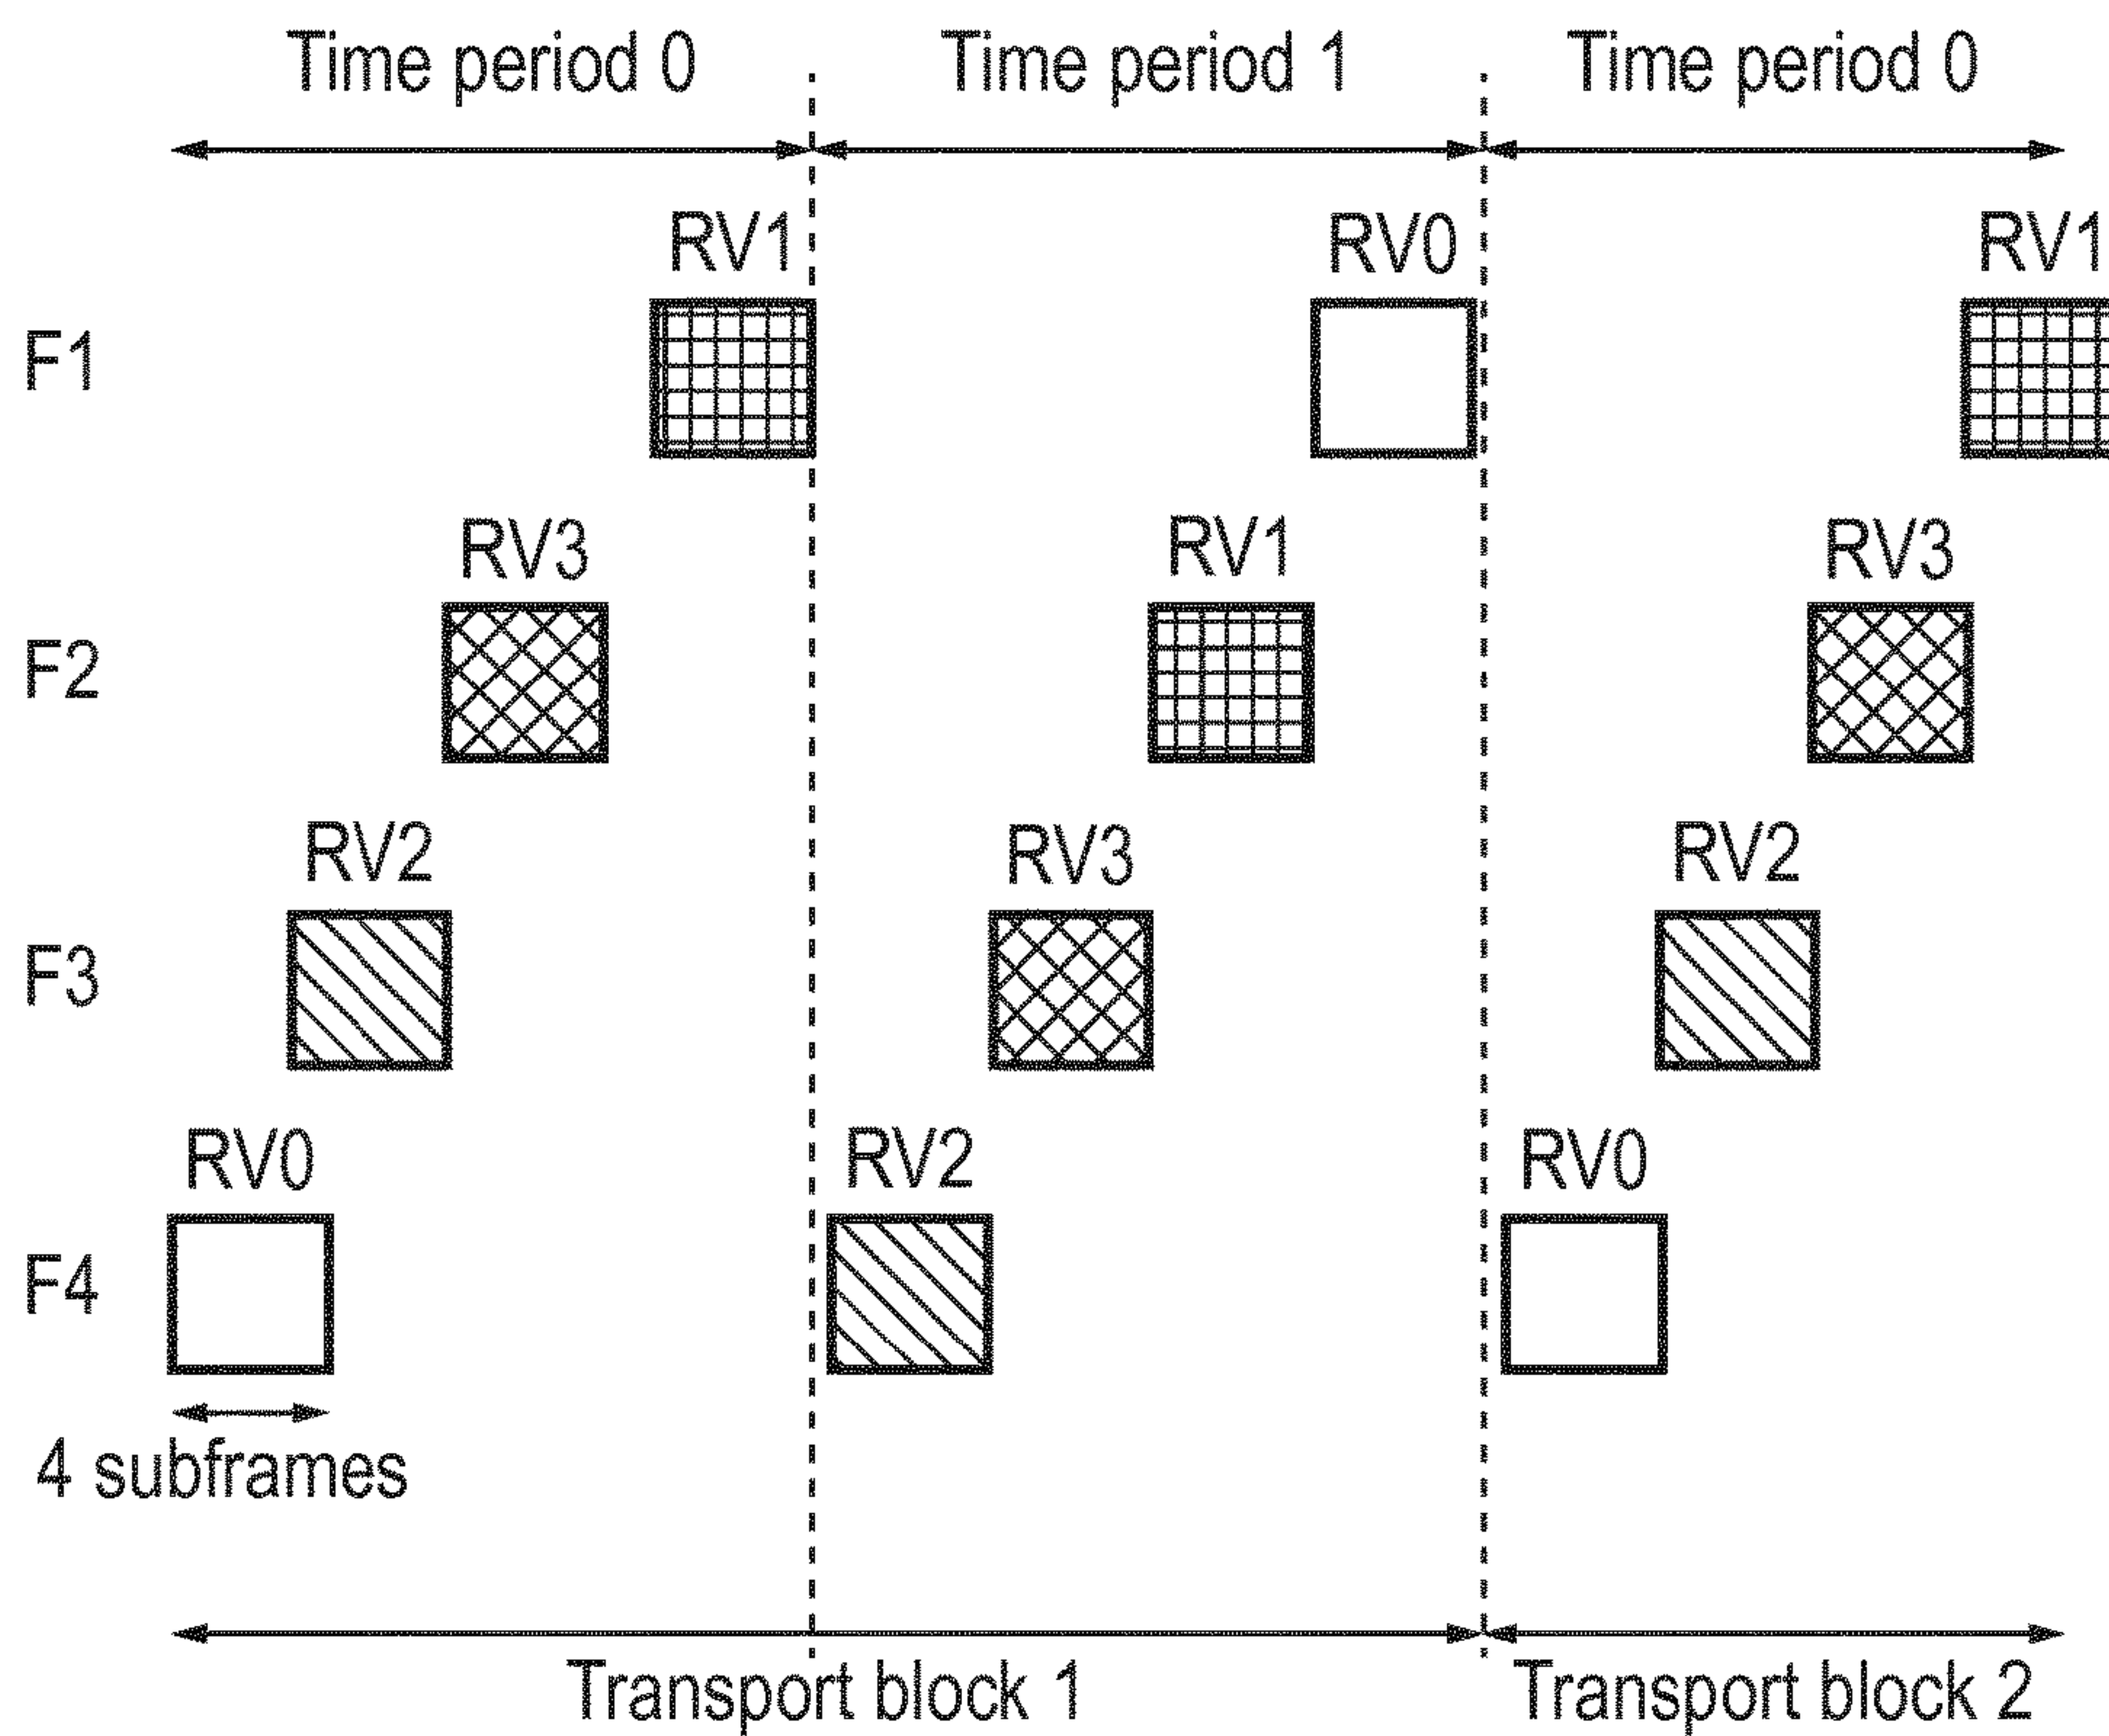 Time period 0 Time period 1 Time period 0
RV1 RV0 RV1
F1
RV3 RV1 RV3
F2
RV2 RV3 RV2
F3
RV0 RV2 RV0
F4
4 subframes
Transport block 1 Transport block 2